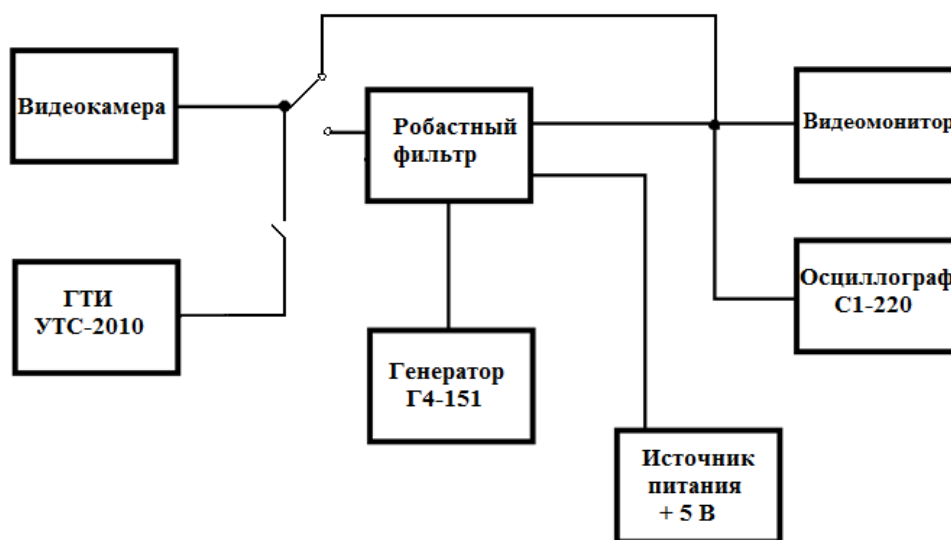 Видеокамера
Робастный
фильтр
Видеомонитор
ГТИ
УТС-2010
Осциллограф
С1-220
Генератор
Г4-151
Источник
питания
+ 5 В